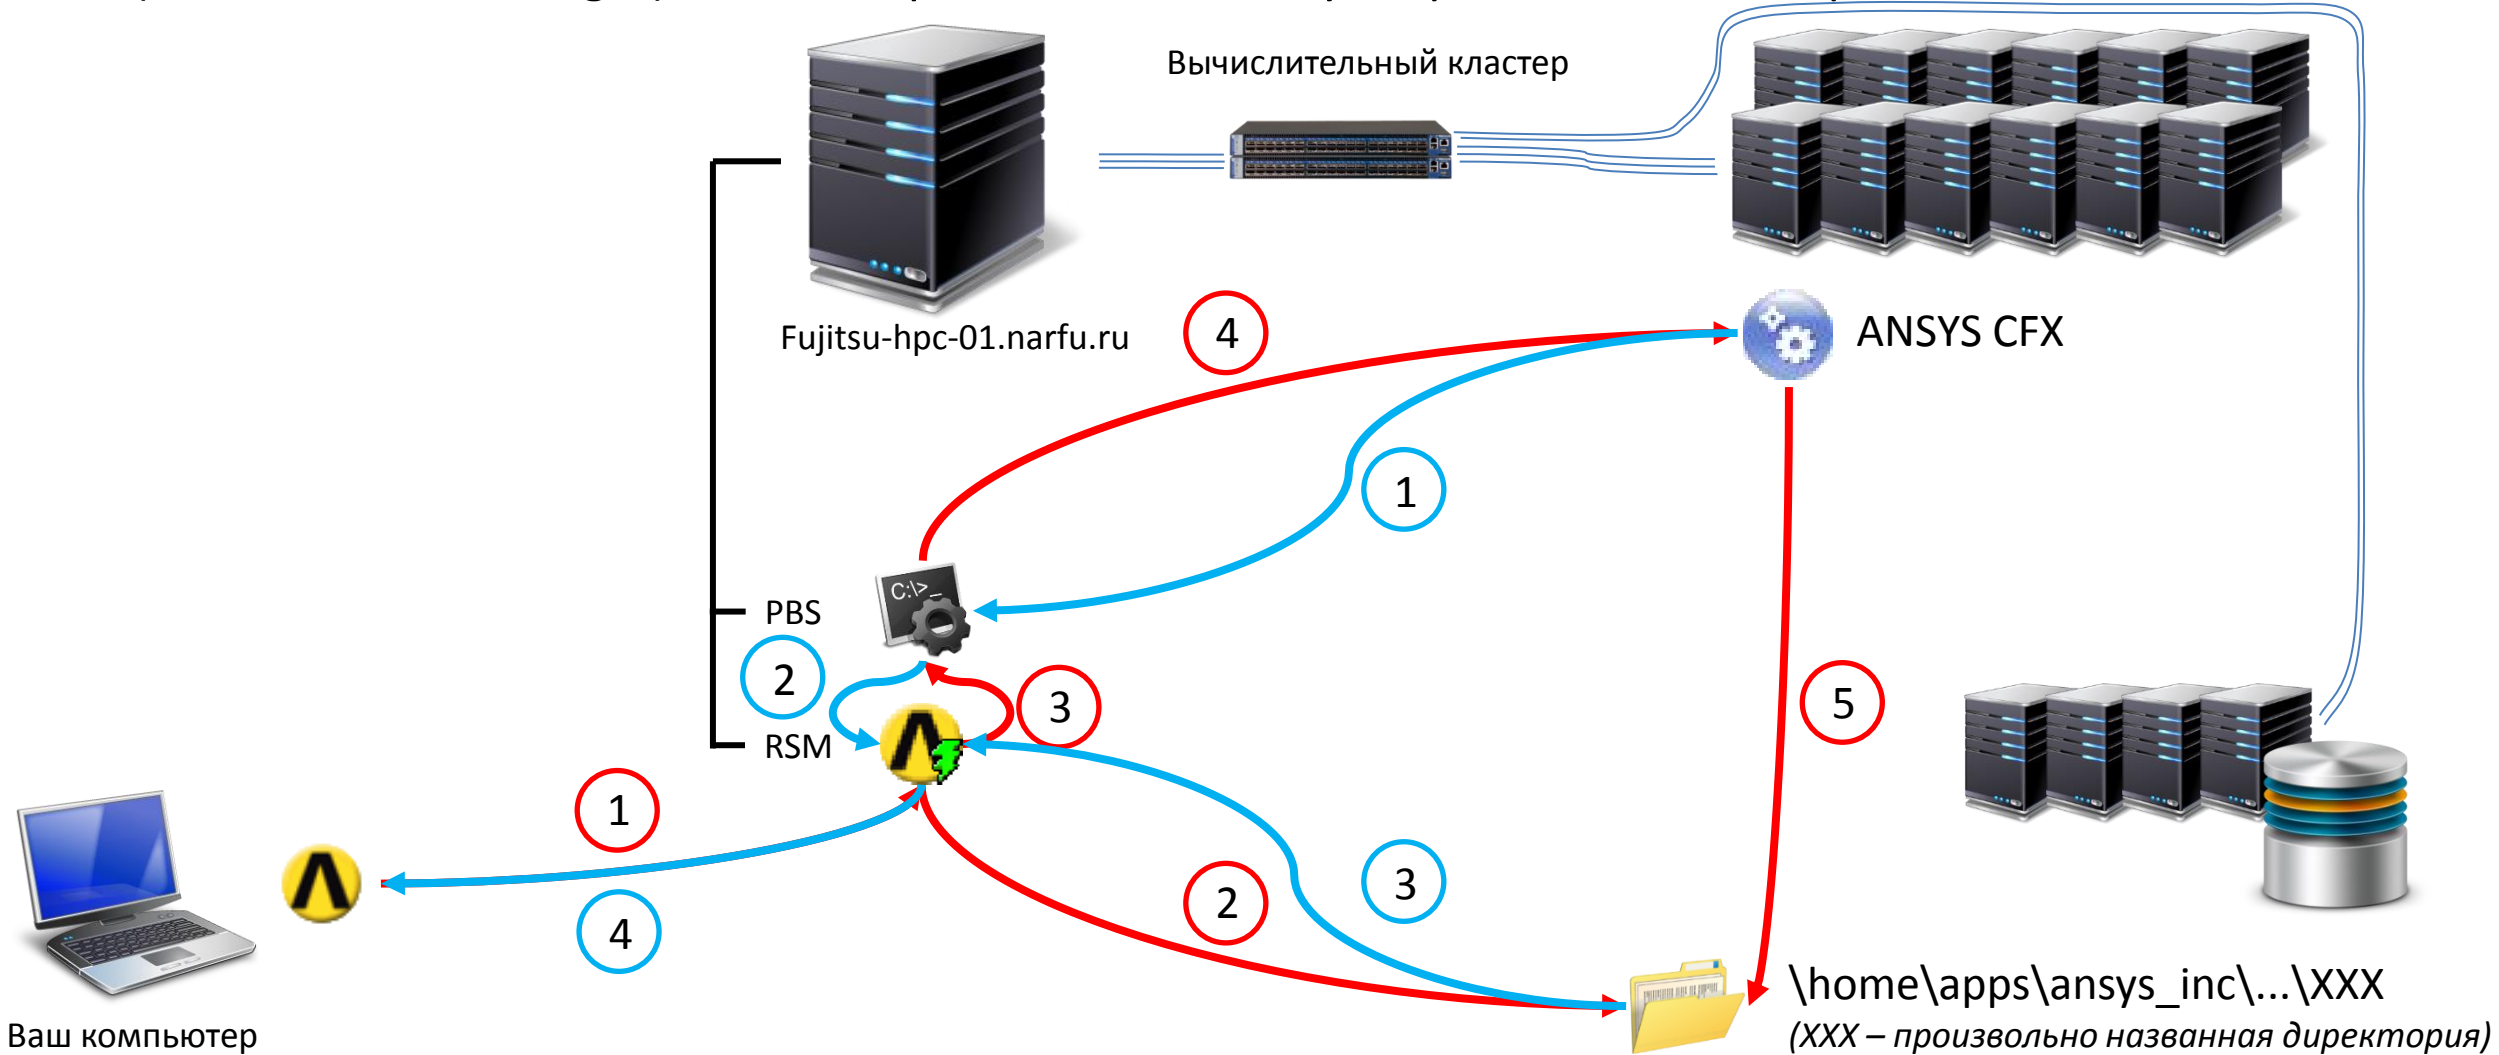 Вычислительный кластер
Fujitsu-hpc-01.narfu.ru
4
ANSYS CFX
1
C:\>_
PBS
2
3
5
RSM
1
3
2
4
\home\apps\ansys_inc\...\XXX
Ваш компьютер
(XXX – произвольно названная директория)